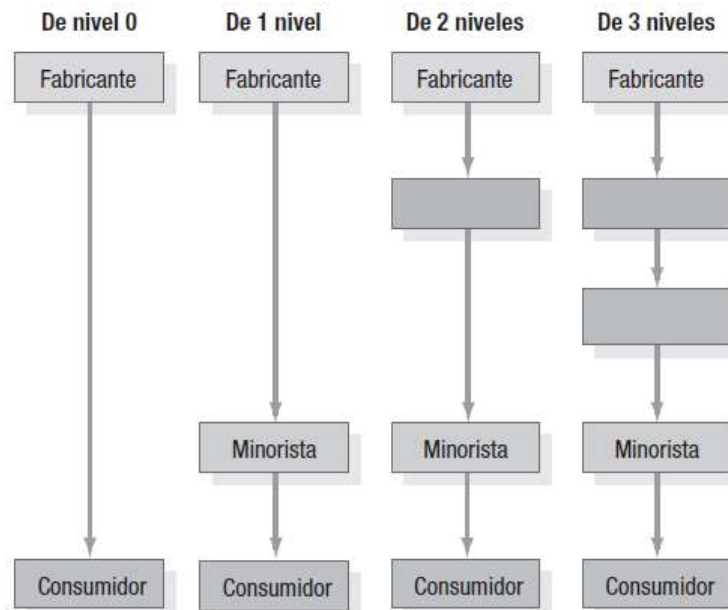 De nivel 0
De 1 nivel
De 2 niveles
De 3 niveles
Fabricante
Fabricante
Fabricante
Fabricante
Minorista
Minorista
Minorista
Consumidor
Consumidor
Consumidor
Consumidor